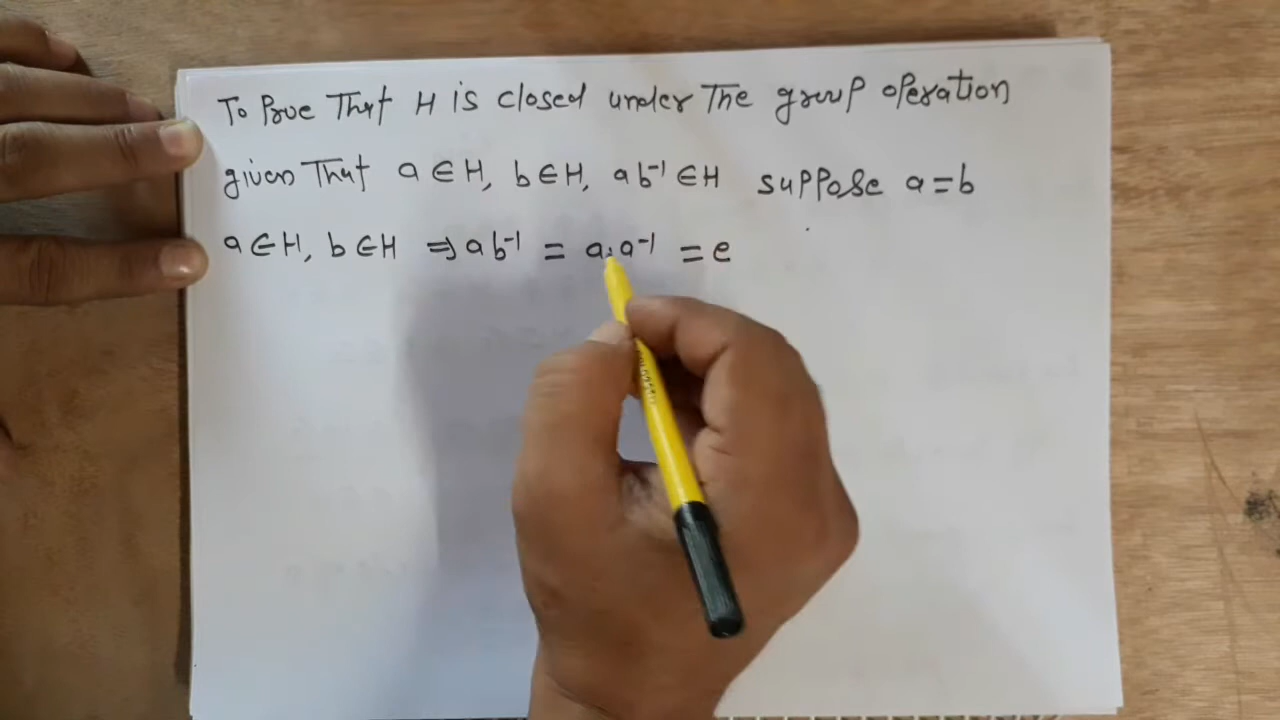 To Prove That H is closed under The group operation
given That a ∈ H, b ∈ H, ab⁻¹ ∈ H suppose a = b
a ∈ H, b ∈ H ⇒ ab⁻¹ = a·a⁻¹ = e